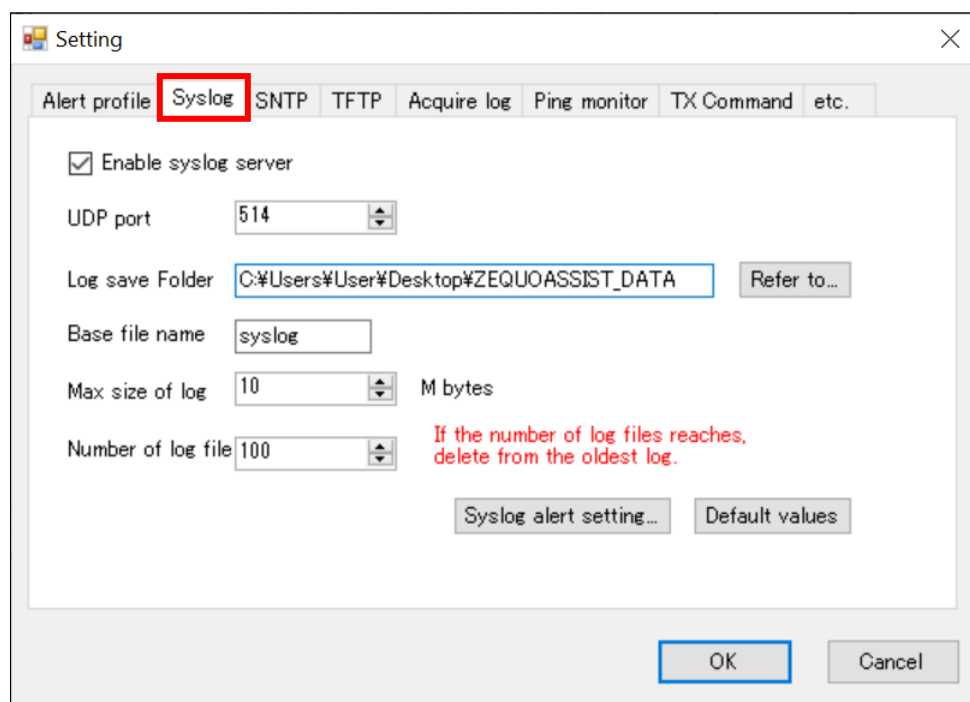 Setting
Alert profile Syslog SNTP TFTP Acquire log Ping monitor TX Command etc.
Enable syslog server
UDP port 514
Log save Folder C:¥Users¥User¥Desktop¥ZEQUOASSIST_DATA Refer to...
Base file name syslog
Max size of log 10 M bytes
Number of log file 100 If the number of log files reaches,
delete from the oldest log.
Syslog alert setting... Default values
OK Cancel